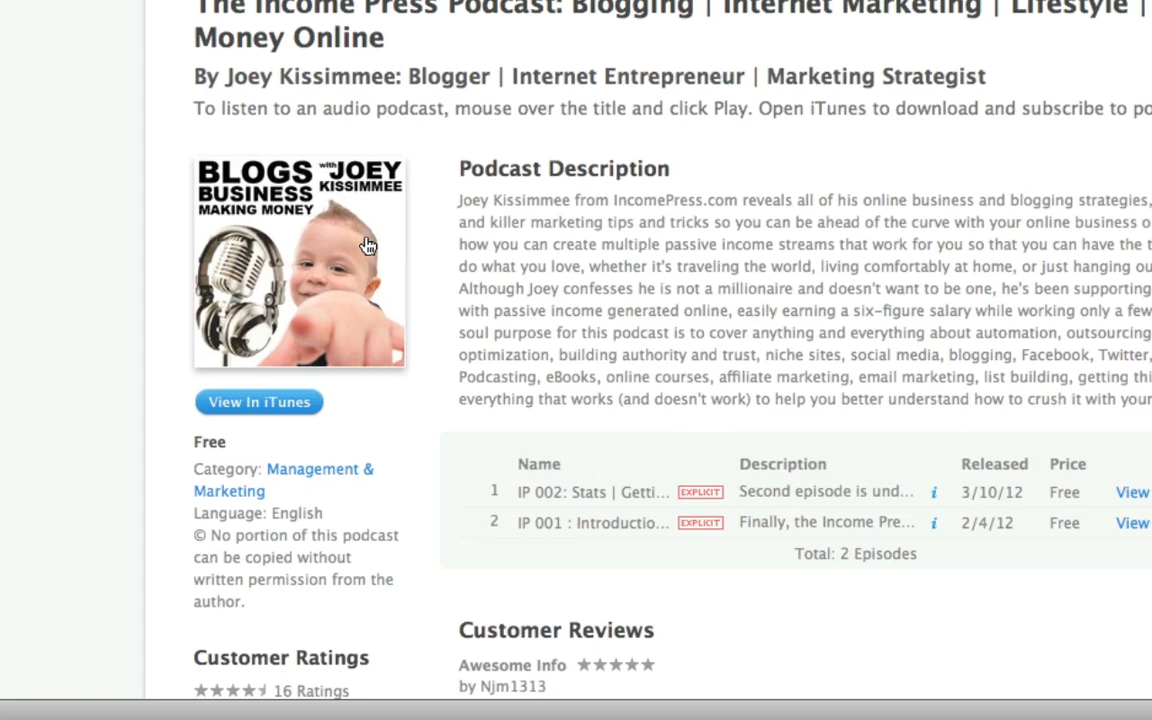 The Income Press Podcast: Blogging | Internet Marketing | Lifestyle |
Money Online
By Joey Kissimmee: Blogger | Internet Entrepreneur | Marketing Strategist
To listen to an audio podcast, mouse over the title and click Play. Open iTunes to download and subscribe to po
BLOGS with JOEY
BUSINESS KISSIMMEE
MAKING MONEY
View In iTunes
Free
Category: Management &
Marketing
Language: English
© No portion of this podcast
can be copied without
written permission from the
author.
Customer Ratings
★★★★ 16 Ratings
Podcast Description
Joey Kissimmee from IncomePress.com reveals all of his online business and blogging strategies,
and killer marketing tips and tricks so you can be ahead of the curve with your online business o
how you can create multiple passive income streams that work for you so that you can have the t
do what you love, whether it's traveling the world, living comfortably at home, or just hanging ou
Although Joey confesses he is not a millionaire and doesn't want to be one, he's been supporting
with passive income generated online, easily earning a six-figure salary while working only a few
soul purpose for this podcast is to cover anything and everything about automation, outsourcing
optimization, building authority and trust, niche sites, social media, blogging, Facebook, Twitter,
Podcasting, eBooks, online courses, affiliate marketing, email marketing, list building, getting thi
everything that works (and doesn't work) to help you better understand how to crush it with your
Name Description Released Price
1 IP 002: Stats | Getti... EXPLICIT Second episode is und... i 3/10/12 Free View
2 IP 001 : Introductio... EXPLICIT Finally, the Income Pre... i 2/4/12 Free View
Total: 2 Episodes
Customer Reviews
Awesome Info ★★★★★
by Njm1313